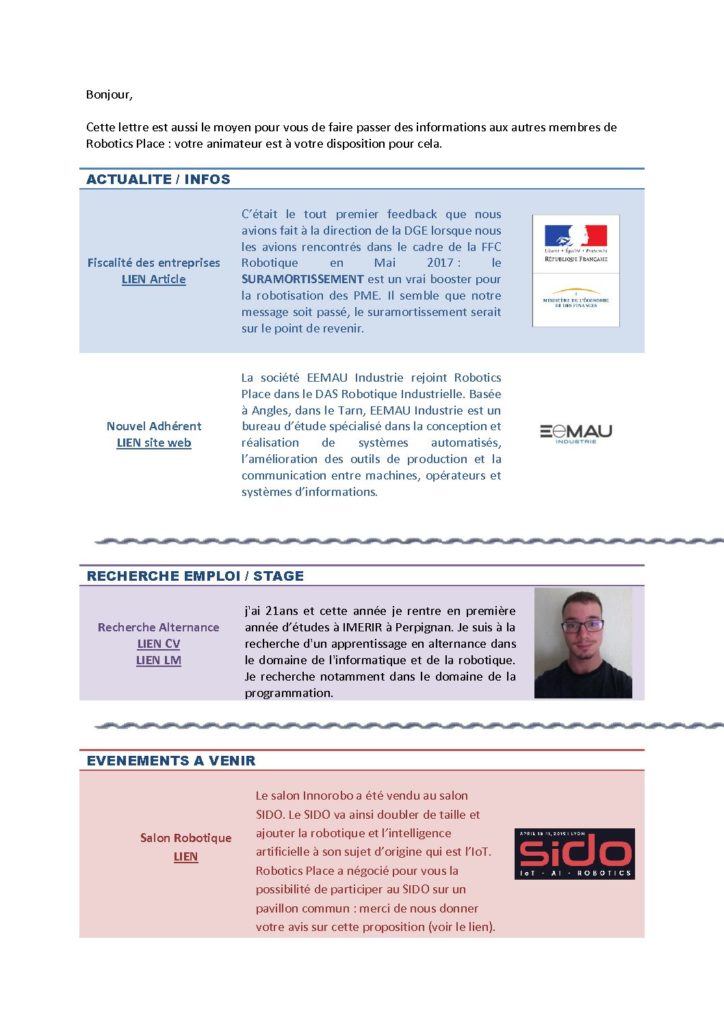 Bonjour,
Cette lettre est aussi le moyen pour vous de faire passer des informations aux autres membres de
Robotics Place : votre animateur est à votre disposition pour cela.
ACTUALITE / INFOS
Fiscalité des entreprises
LIEN Article
C’était le tout premier feedback que nous
avions fait à la direction de la DGE lorsque nous
les avions rencontrés dans le cadre de la FFC
Robotique en Mai 2017 : le
SURAMORTISSEMENT est un vrai booster pour
la robotisation des PME. Il semble que notre
message soit passé, le suramortissement serait
sur le point de revenir.
Liberté • Égalité • Fraternité
RÉPUBLIQUE FRANÇAISE
MINISTÈRE DE L'ÉCONOMIE
ET DES FINANCES
Nouvel Adhérent
LIEN site web
La société EEMAU Industrie rejoint Robotics
Place dans le DAS Robotique Industrielle. Basée
à Angles, dans le Tarn, EEMAU Industrie est un
bureau d’étude spécialisé dans la conception et
réalisation de systèmes automatisés,
l’amélioration des outils de production et la
communication entre machines, opérateurs et
systèmes d’informations.
EeMAU
INDUSTRIE
RECHERCHE EMPLOI / STAGE
Recherche Alternance
LIEN CV
LIEN LM
j'ai 21ans et cette année je rentre en première
année d’études à IMERIR à Perpignan. Je suis à la
recherche d'un apprentissage en alternance dans
le domaine de l'informatique et de la robotique.
Je recherche notamment dans le domaine de la
programmation.
EVENEMENTS A VENIR
Salon Robotique
LIEN
Le salon Innorobo a été vendu au salon
SIDO. Le SIDO va ainsi doubler de taille et
ajouter la robotique et l’intelligence
artificielle à son sujet d’origine qui est l’IoT.
Robotics Place a négocié pour vous la
possibilité de participer au SIDO sur un
pavillon commun : merci de nous donner
votre avis sur cette proposition (voir le lien).
LYON
SidO
IoT · AI · ROBOTICS